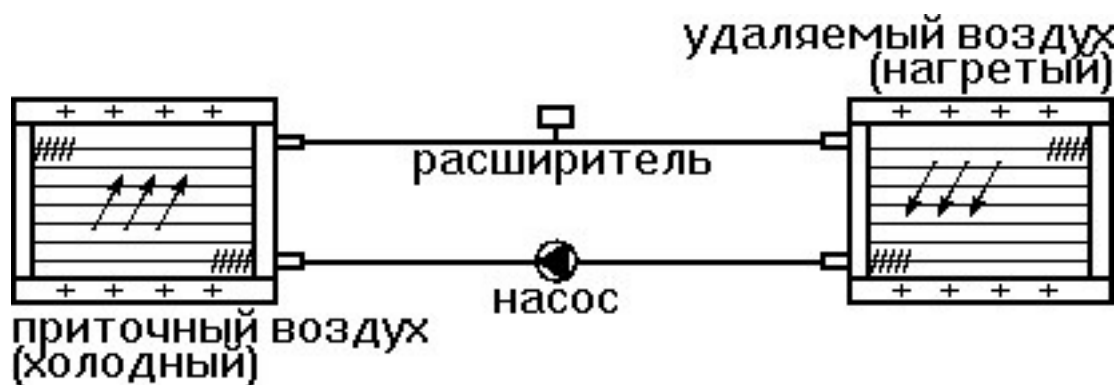 удаляемый воздух
(нагретый)
расширитель
насос
приточный воздух
(холодный)